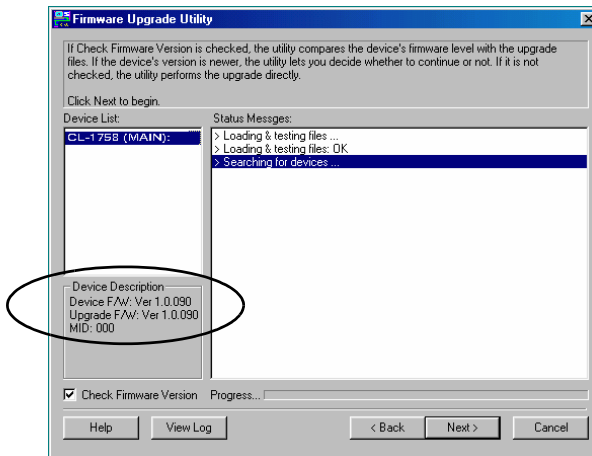 Firmware Upgrade Utility
If Check Firmware Version is checked, the utility compares the device's firmware level with the upgrade
files. If the device's version is newer, the utility lets you decide whether to continue or not. If it is not
checked, the utility performs the upgrade directly.
Click Next to begin.
Device List:
CL-1758 (MAIN):
Status Messges:
> Loading & testing files ...
> Loading & testing files: OK
> Searching for devices ...
Device Description
Device F/W: Ver 1.0.090
Upgrade F/W: Ver 1.0.090
MID: 000
Check Firmware Version
Progress...
Help
View Log
< Back
Next >
Cancel